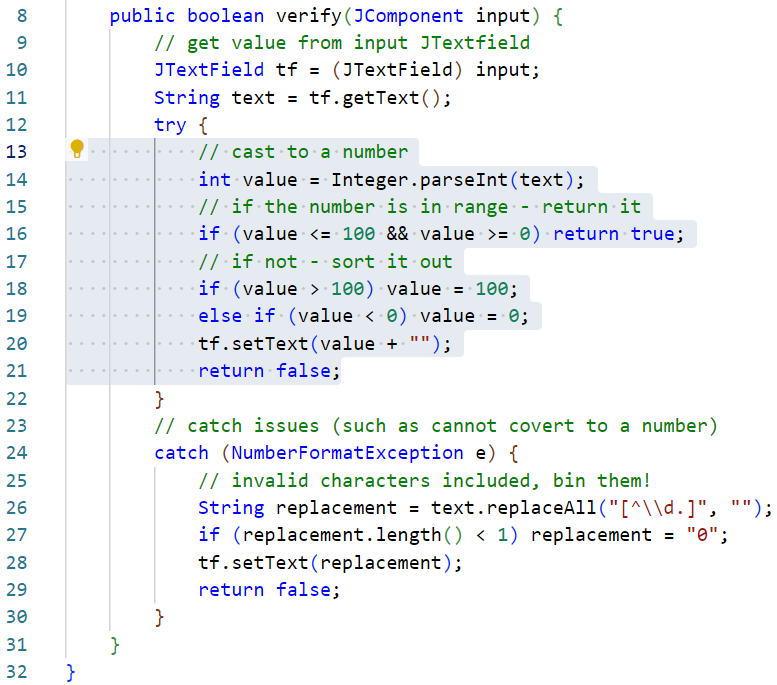 8 public boolean verify(JComponent input) {
9 // get value from input JTextfield
10 JTextField tf = (JTextField) input;
11 String text = tf.getText();
12 try {
13 // cast to a number
14 int value = Integer.parseInt(text);
15 // if the number is in range - return it
16 if (value <= 100 && value >= 0) return true;
17 // if not - sort it out
18 if (value > 100) value = 100;
19 else if (value < 0) value = 0;
20 tf.setText(value + "");
21 return false;
22 }
23 // catch issues (such as cannot covert to a number)
24 catch (NumberFormatException e) {
25 // invalid characters included, bin them!
26 String replacement = text.replaceAll("[^\\d.]", "");
27 if (replacement.length() < 1) replacement = "0";
28 tf.setText(replacement);
29 return false;
30 }
31 }
32 }